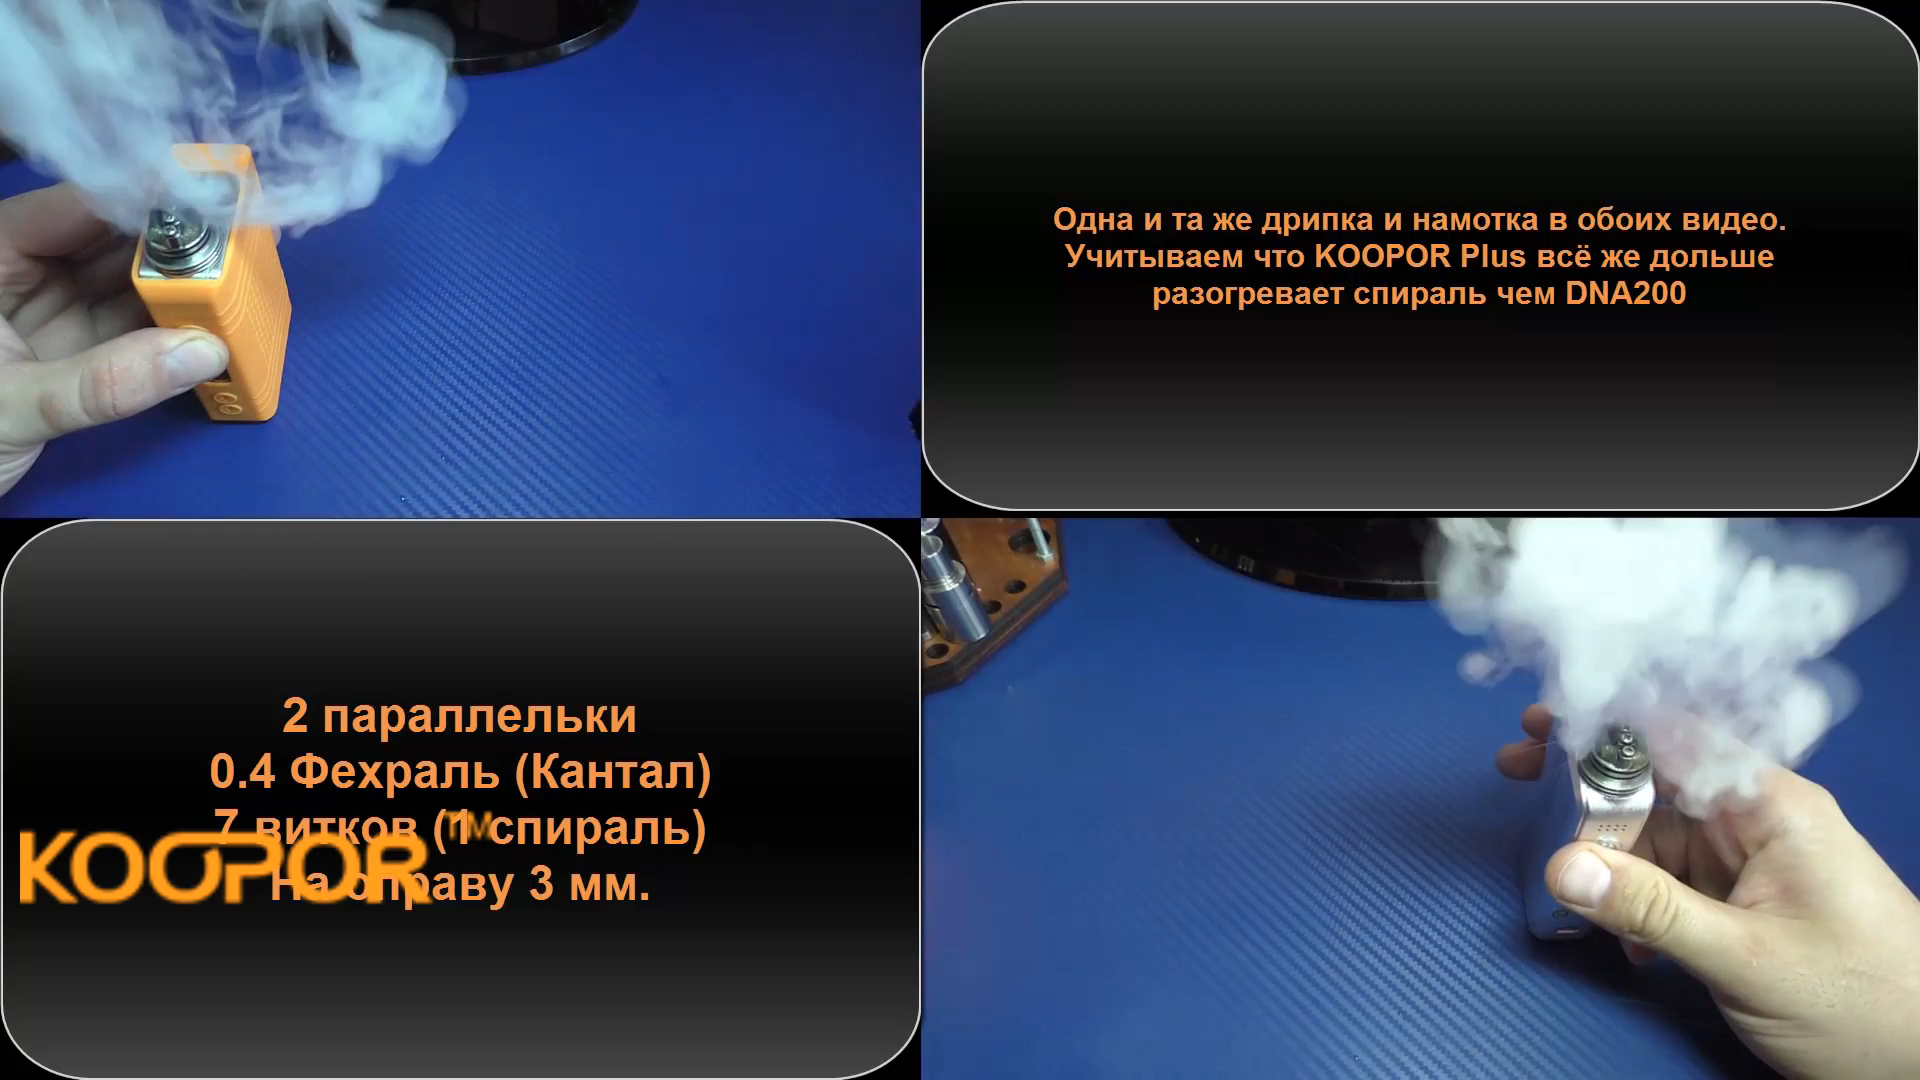 Одна и та же дрипка и намотка в обоих видео.
Учитываем что KOOPOR Plus всё же дольше
разогревает спираль чем DNA200
2 параллельки
0.4 Фехраль (Кантал)
7 витков (1 спираль)
На оправу 3 мм.
KOOPOR™